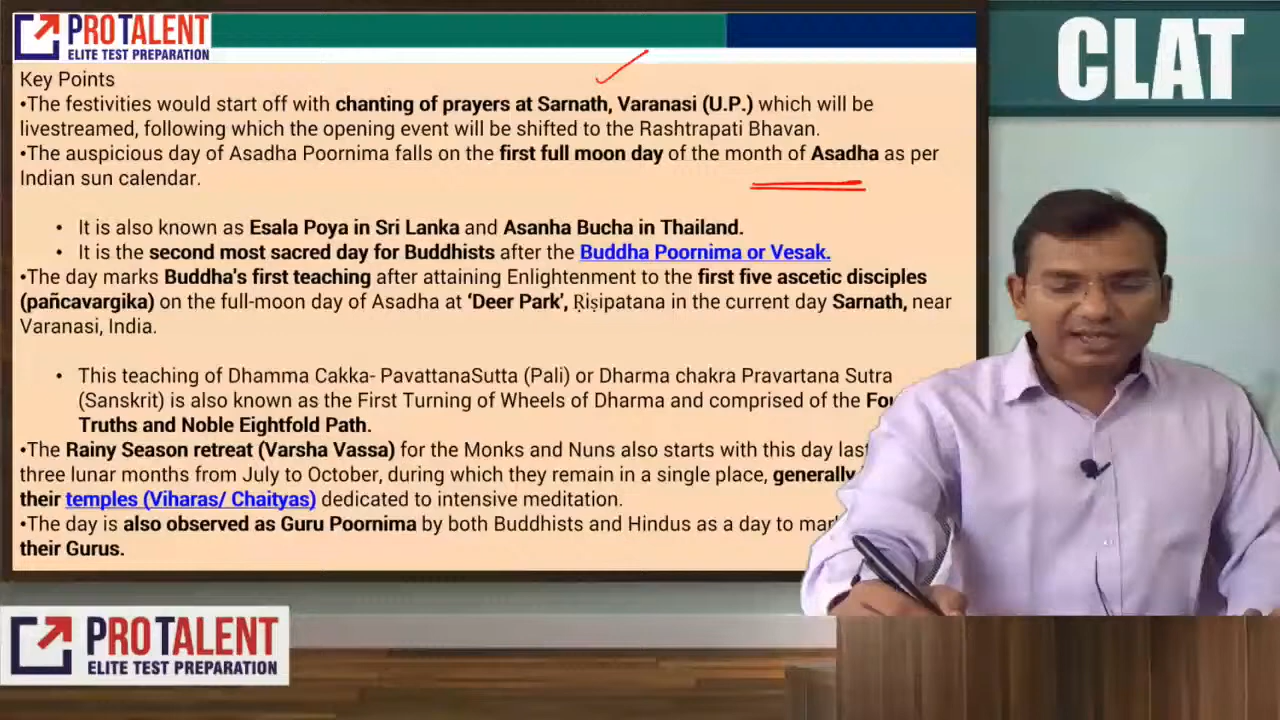 PROTALENT
ELITE TEST PREPARATION
CLAT
Key Points
•The festivities would start off with chanting of prayers at Sarnath, Varanasi (U.P.) which will be
livestreamed, following which the opening event will be shifted to the Rashtrapati Bhavan.
•The auspicious day of Asadha Poornima falls on the first full moon day of the month of Asadha as per
Indian sun calendar.
• It is also known as Esala Poya in Sri Lanka and Asanha Bucha in Thailand.
• It is the second most sacred day for Buddhists after the Buddha Poornima or Vesak.
•The day marks Buddha's first teaching after attaining Enlightenment to the first five ascetic disciples
(pañcavargika) on the full-moon day of Asadha at ‘Deer Park’, Ṛiṣipatana in the current day Sarnath, near
Varanasi, India.
• This teaching of Dhamma Cakka- PavattanaSutta (Pali) or Dharma chakra Pravartana Sutra
(Sanskrit) is also known as the First Turning of Wheels of Dharma and comprised of the
Truths and Noble Eightfold Path.
•The Rainy Season retreat (Varsha Vassa) for the Monks and Nuns also starts with this day
three lunar months from July to October, during which they remain in a single place, generally
their temples (Viharas/ Chaityas) dedicated to intensive meditation.
•The day is also observed as Guru Poornima by both Buddhists and Hindus as a day to
their Gurus.
PROTALENT
ELITE TEST PREPARATION